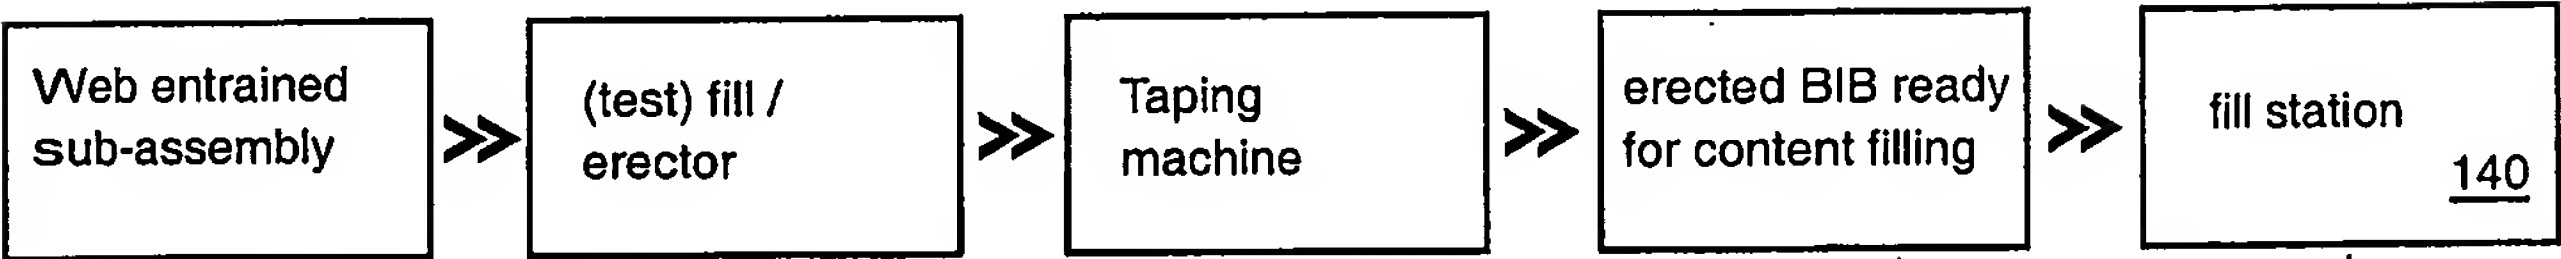 Web entrained
sub-assembly
(test) fill /
erector
Taping
machine
erected BIB ready
for content filling
fill station
140